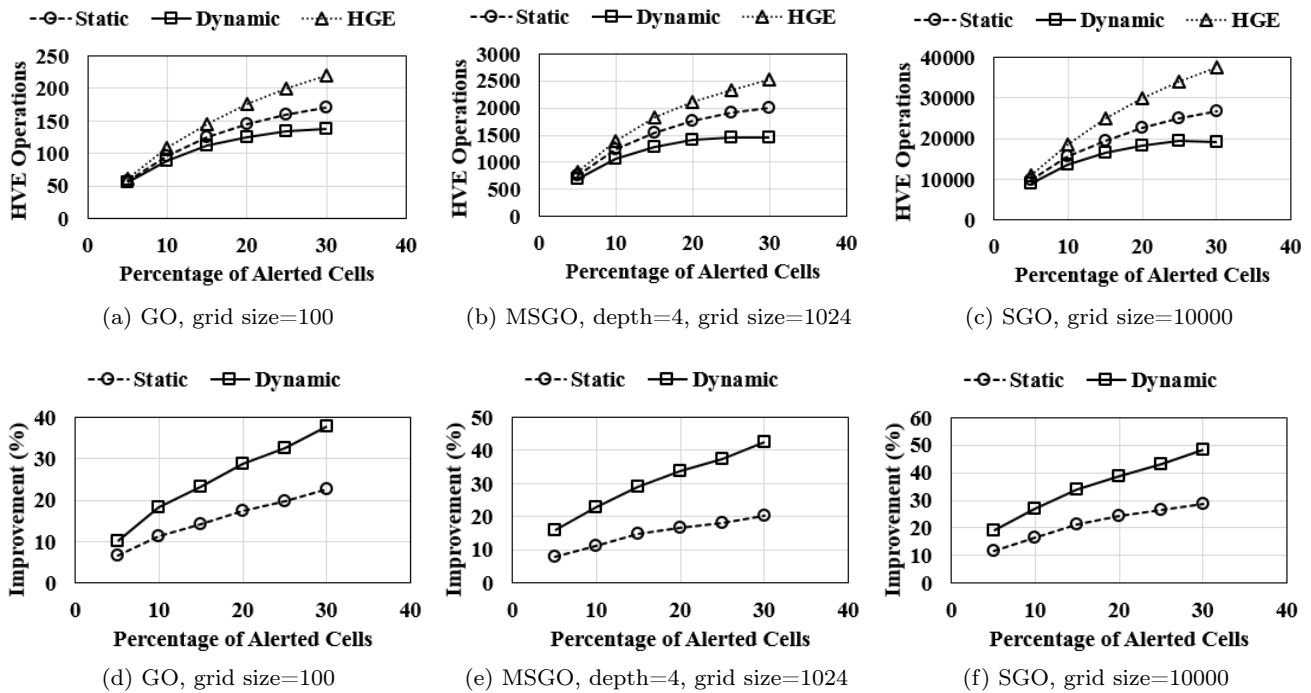 Static Dynamic HGE
HVE Operations
250
200
150
100
50
0
0 10 20 30 40
Percentage of Alerted Cells
(a) GO, grid size=100
Static Dynamic HGE
HVE Operations
3000
2500
2000
1500
1000
500
0
0 10 20 30 40
Percentage of Alerted Cells
(b) MSGO, depth=4, grid size=1024
Static Dynamic HGE
HVE Operations
40000
30000
20000
10000
0
0 10 20 30 40
Percentage of Alerted Cells
(c) SGO, grid size=10000
Static Dynamic
Improvement (%)
40
30
20
10
0
0 10 20 30 40
Percentage of Alerted Cells
(d) GO, grid size=100
Static Dynamic
Improvement (%)
50
40
30
20
10
0
0 10 20 30 40
Percentage of Alerted Cells
(e) MSGO, depth=4, grid size=1024
Static Dynamic
Improvement (%)
60
50
40
30
20
10
0
0 10 20 30 40
Percentage of Alerted Cells
(f) SGO, grid size=10000